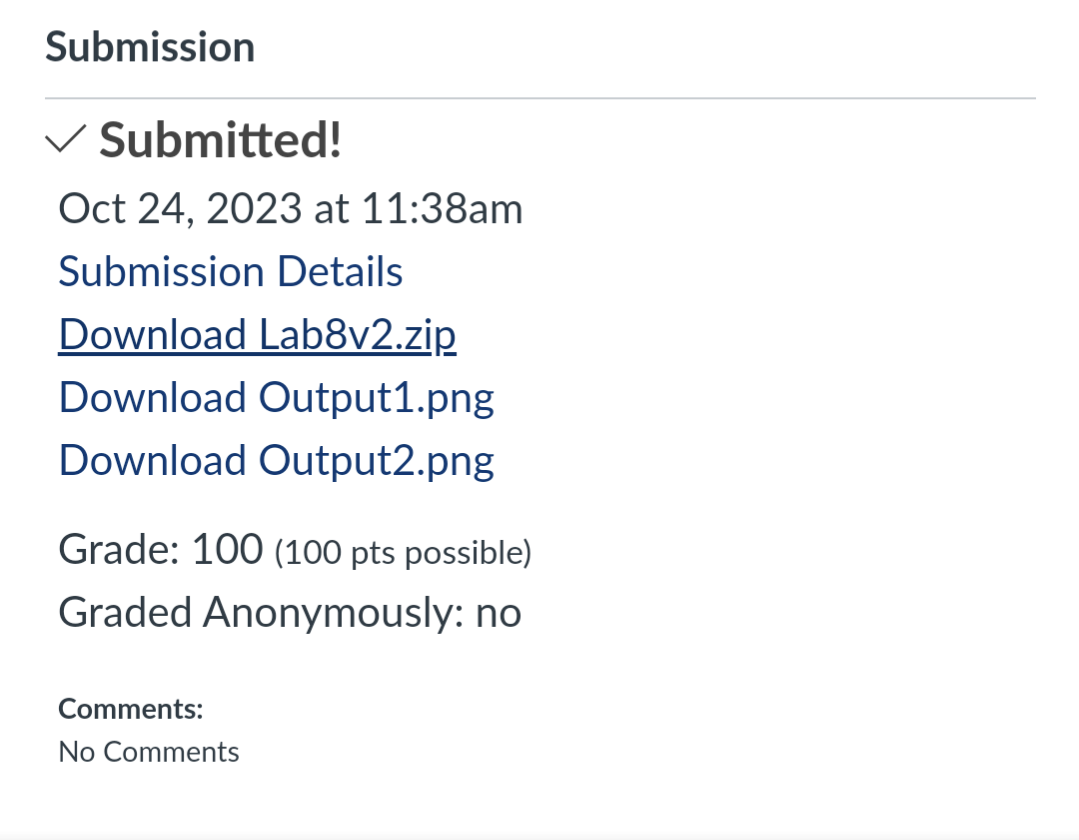 Submission
Submitted!
Oct 24, 2023 at 11:38am
Submission Details
Download Lab8v2.zip
Download Output1.png
Download Output2.png
Grade: 100 (100 pts possible)
Graded Anonymously: no
Comments:
No Comments